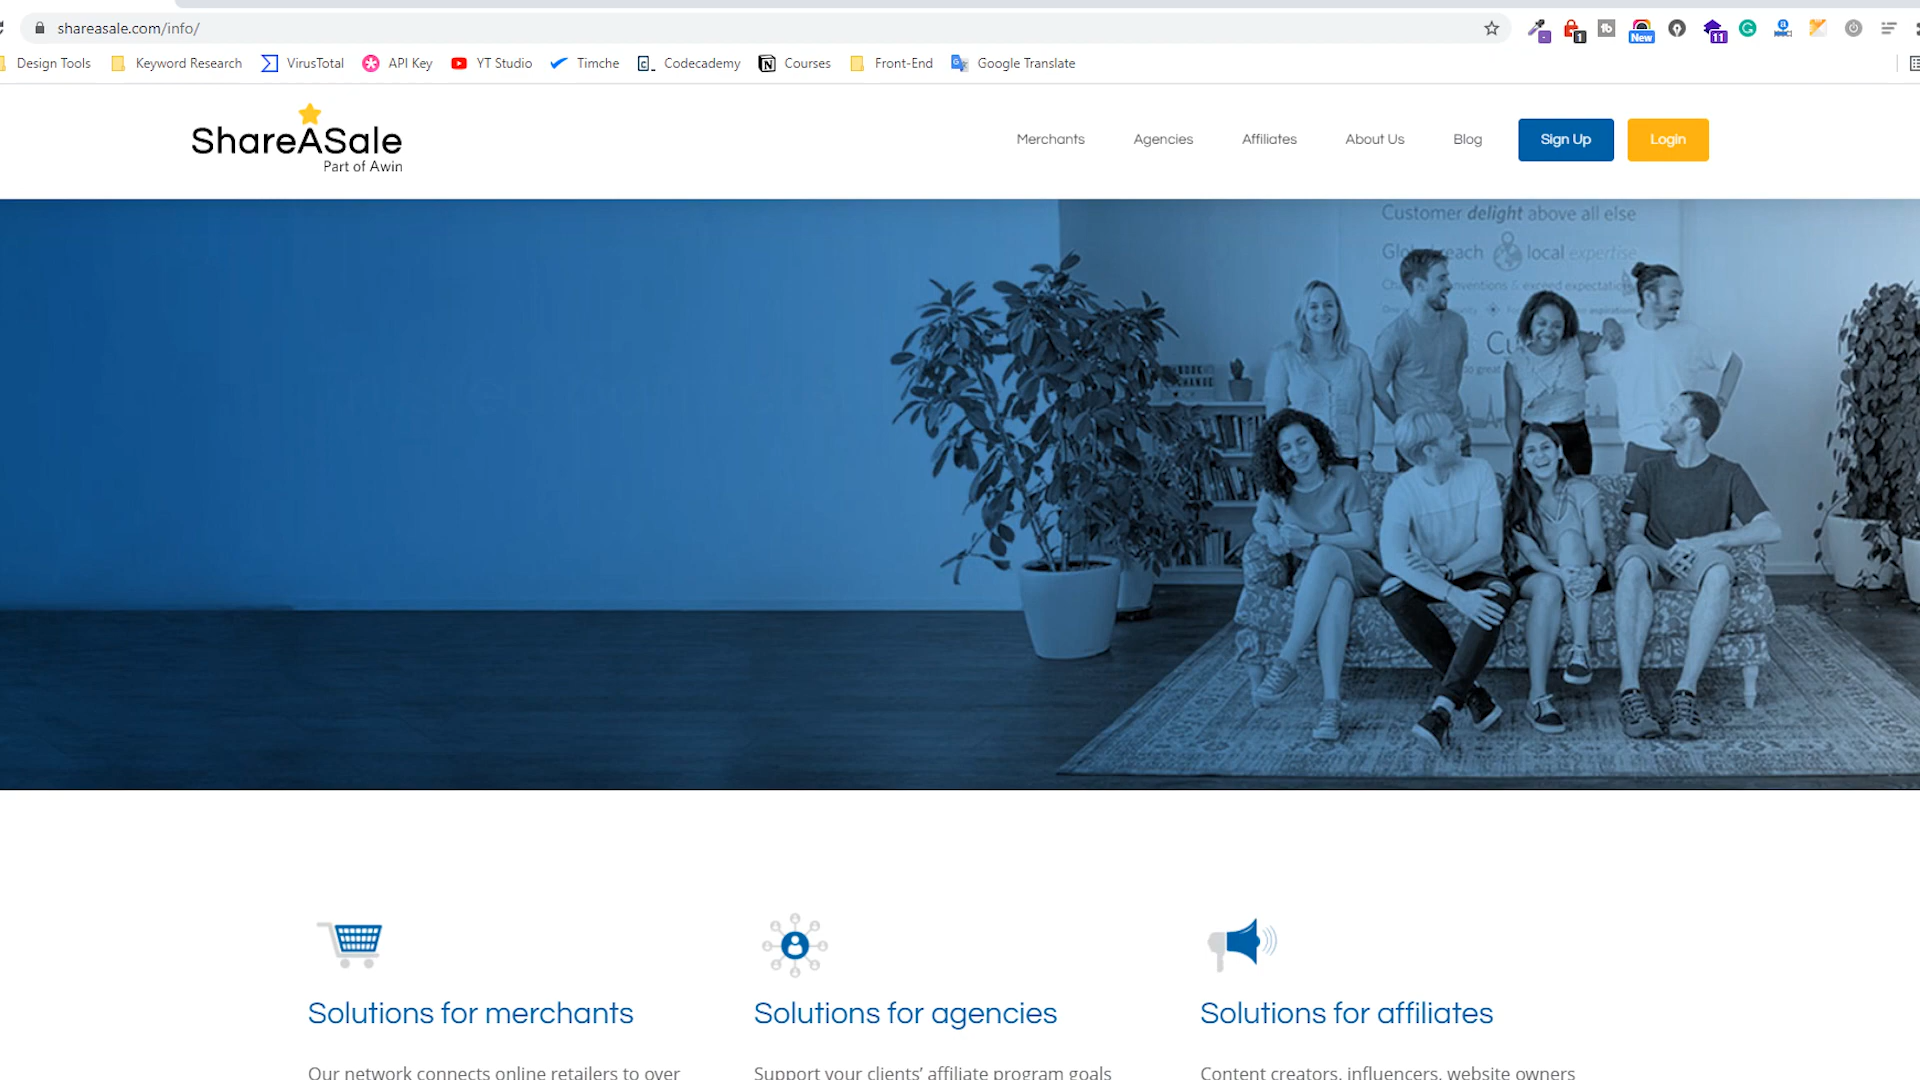 shareasale.com/info/
1
New
11
Design Tools
Keyword Research
VirusTotal
API Key
YT Studio
Timche
Codecademy
Courses
Front-End
Google Translate
ShareASale
Part of Awin
Merchants
Agencies
Affiliates
About Us
Blog
Sign Up
Login
Customer delight above all else
local expertise
Solutions for merchants
Solutions for agencies
Solutions for affiliates
Our network connects online retailers to over
Support your clients’ affiliate program goals
Content creators, influencers, website owners